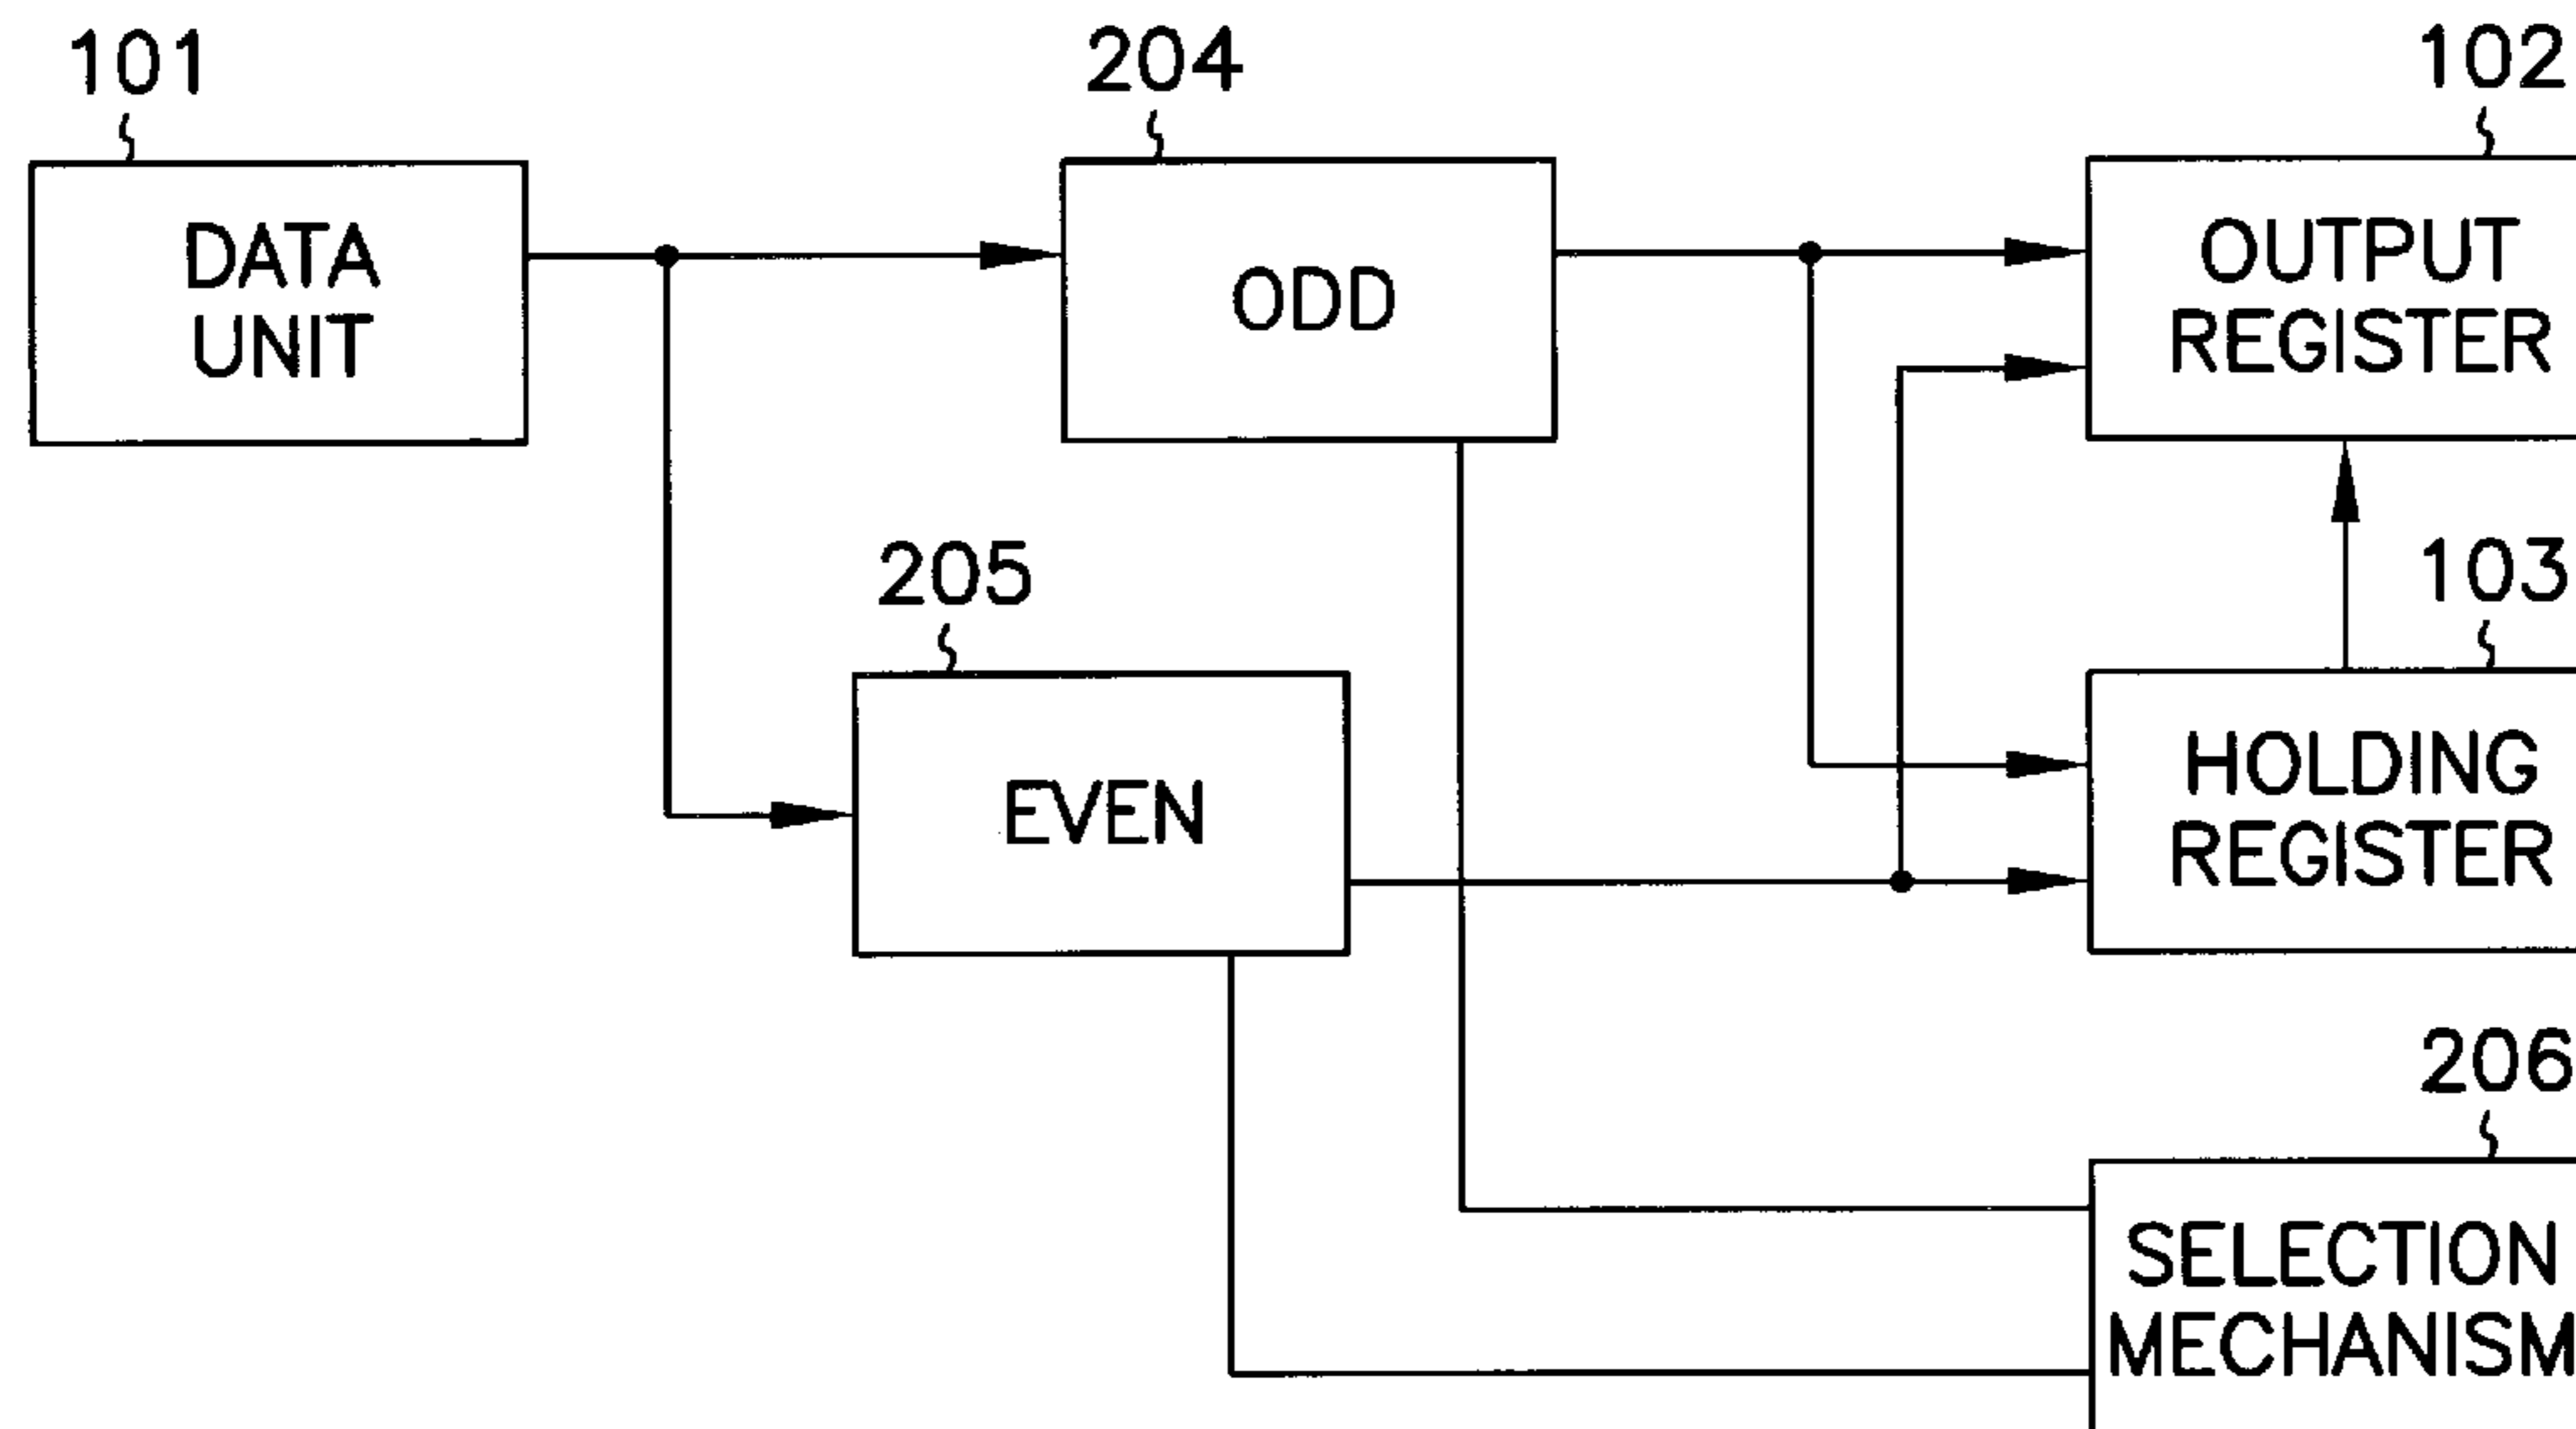 101
204
102
DATA
UNIT
ODD
OUTPUT
REGISTER
205
103
EVEN
HOLDING
REGISTER
206
SELECTION
MECHANISM